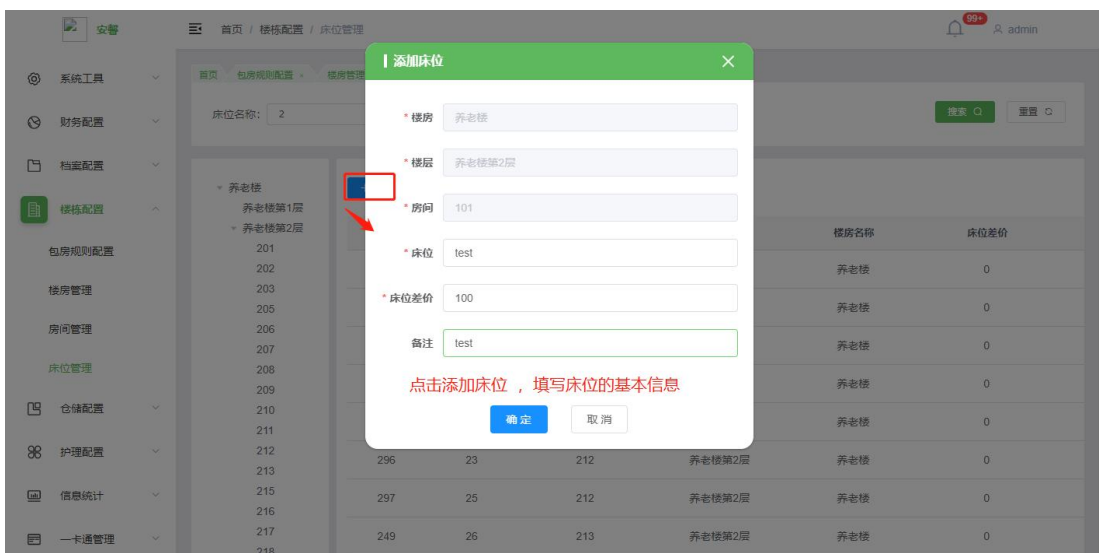 安馨
首页 / 楼栋配置 / 床位管理
99+
admin
系统工具
财务配置
档案配置
楼栋配置
包房规则配置
楼房管理
房间管理
床位管理
仓储配置
护理配置
信息统计
一卡通管理
首页
包房规则配置
楼房管理
床位名称: 2
搜索
重置
养老楼
养老楼第1层
养老楼第2层
201
202
203
205
206
207
208
209
210
211
212
213
215
216
217
218
添加床位
* 楼房 养老楼
* 楼层 养老楼第2层
* 房间 101
* 床位 test
* 床位差价 100
备注 test
点击添加床位 ，填写床位的基本信息
确定 取消
楼房名称 床位差价
养老楼 0
养老楼 0
养老楼 0
养老楼 0
养老楼 0
296 23 212 养老楼第2层 养老楼 0
297 25 212 养老楼第2层 养老楼 0
249 26 213 养老楼第2层 养老楼 0